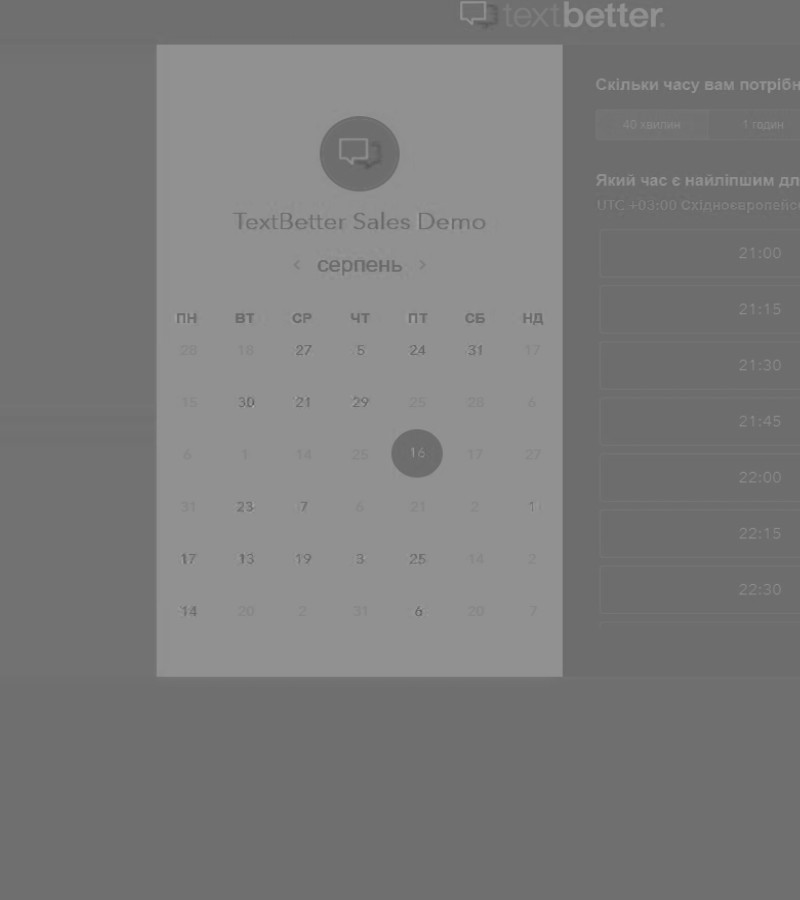 textbetter.
TextBetter Sales Demo
серпень
ПН ВТ СР ЧТ ПТ СБ НД
28 18 27 5 24 31 17
15 30 21 29 25 28 6
6 1 14 25 16 17 27
31 23 7 6 21 2 1
17 13 19 3 25 14 2
14 20 2 31 6 20 7
Скільки часу вам потрібн
1 годин
Який час є найліпшим дл
UTC +03:00 Східноєвропейс
21:00
21:15
21:30
21:45
22:00
22:15
22:30